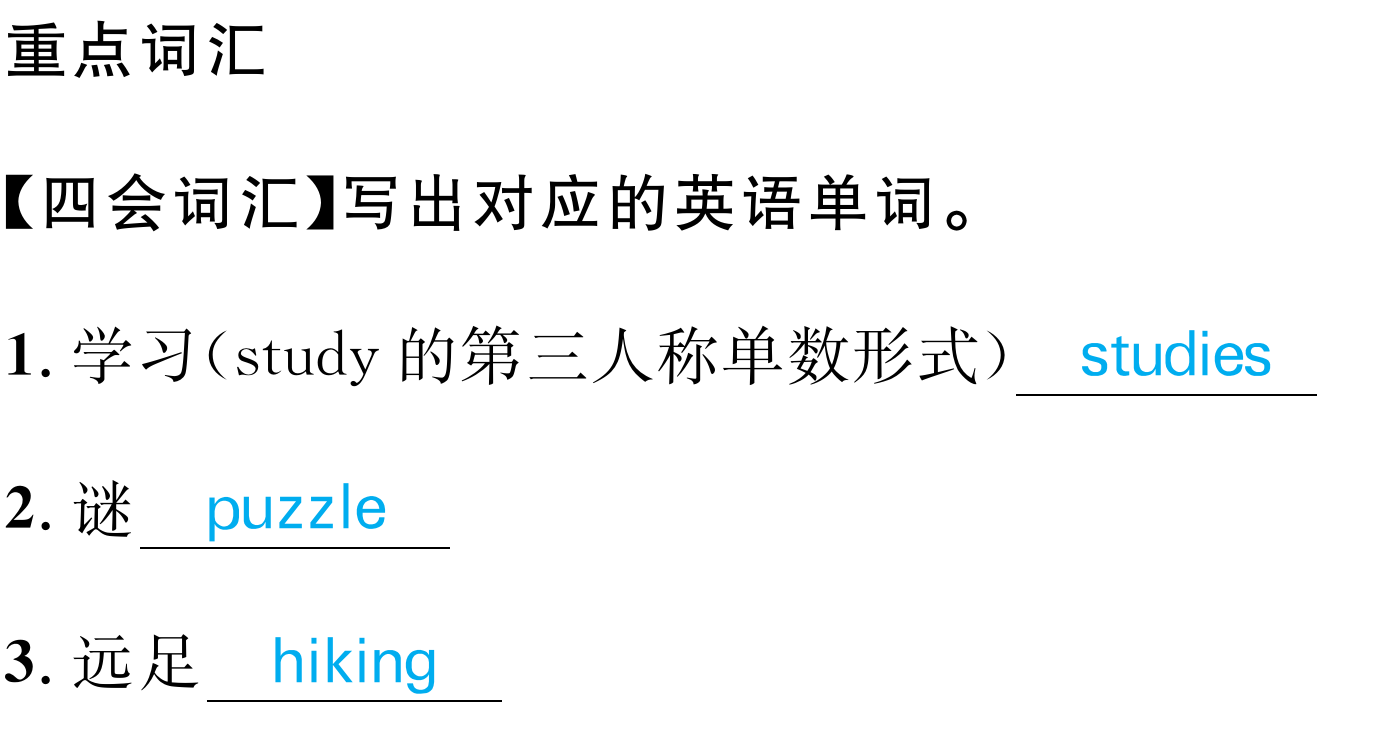 重点词汇
【四会词汇】写出对应的英语单词。
1. 学习(study 的第三人称单数形式) studies
2. 谜 puzzle
3. 远足 hiking